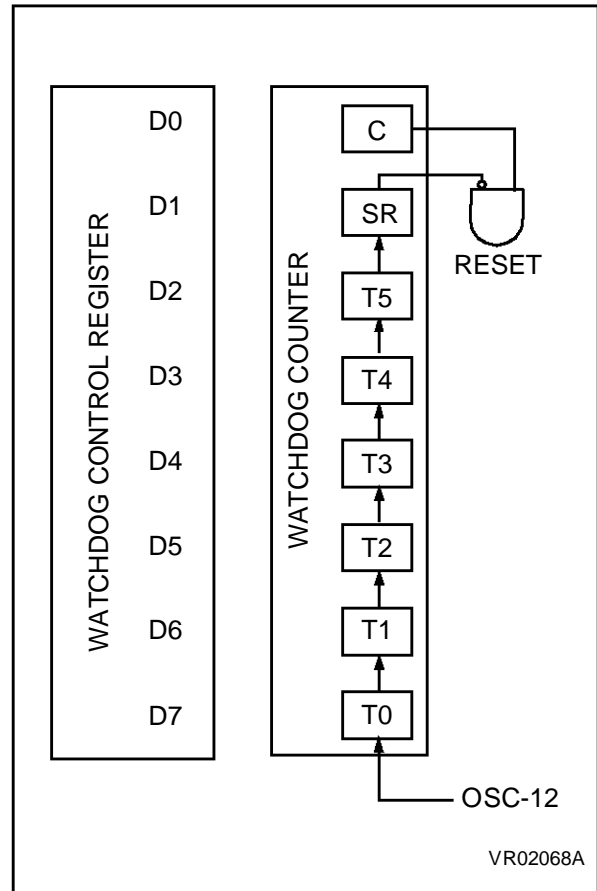 WATCHDOG CONTROL REGISTER
D0
D1
D2
D3
D4
D5
D6
D7
WATCHDOG COUNTER
C
SR
T5
T4
T3
T2
T1
T0
RESET
OSC-12
VR02068A